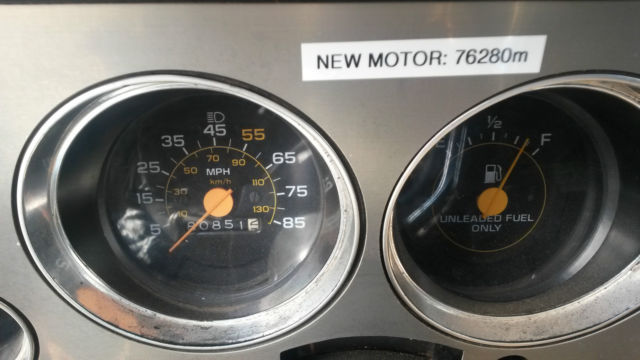 NEW MOTOR: 76280m
5 15 25 35 45 55 65 75 85
10 30 50 70 90 110 130
MPH
km/h
80851
E 1/2 F
UNLEADED FUEL
ONLY